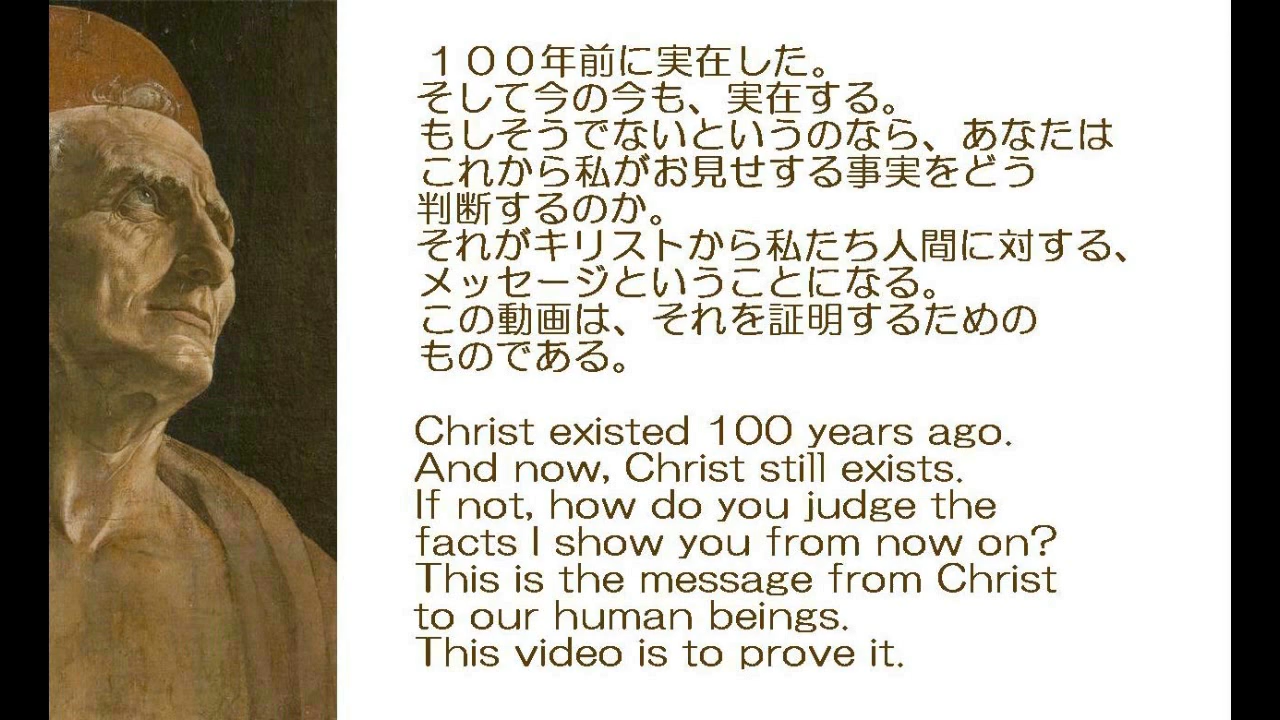 １００年前に実在した。
そして今の今も、実在する。
もしそうでないというのなら、あなたは
これから私がお見せする事実をどう
判断するのか。
それがキリストから私たち人間に対する、
メッセージということになる。
この動画は、それを証明するための
ものである。
Christ existed 100 years ago.
And now, Christ still exists.
If not, how do you judge the
facts I show you from now on?
This is the message from Christ
to our human beings.
This video is to prove it.